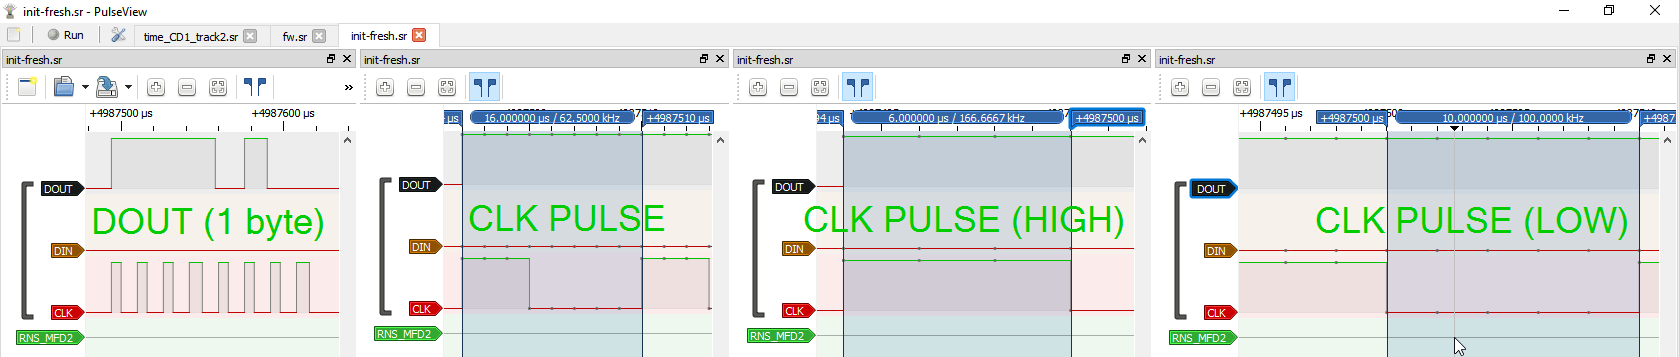 init-fresh.sr - PulseView
Run
time_CD1_track2.sr
fw.sr
init-fresh.sr
init-fresh.sr
init-fresh.sr
init-fresh.sr
init-fresh.sr
»
+4987500 µs
+4987600 µs
DOUT
DOUT (1 byte)
DIN
CLK
RNS_MFD2
µs
16.000000 µs / 62.5000 kHz
+4987510 µs
DOUT
CLK PULSE
DIN
CLK
RNS_MFD2
94 µs
6.000000 µs / 166.6667 kHz
+4987500 µs
DOUT
CLK PULSE (HIGH)
DIN
CLK
RNS_MFD2
+4987495 µs
+4987500 µs
10.000000 µs / 100.0000 kHz
+4987
DOUT
CLK PULSE (LOW)
DIN
CLK
RNS_MFD2